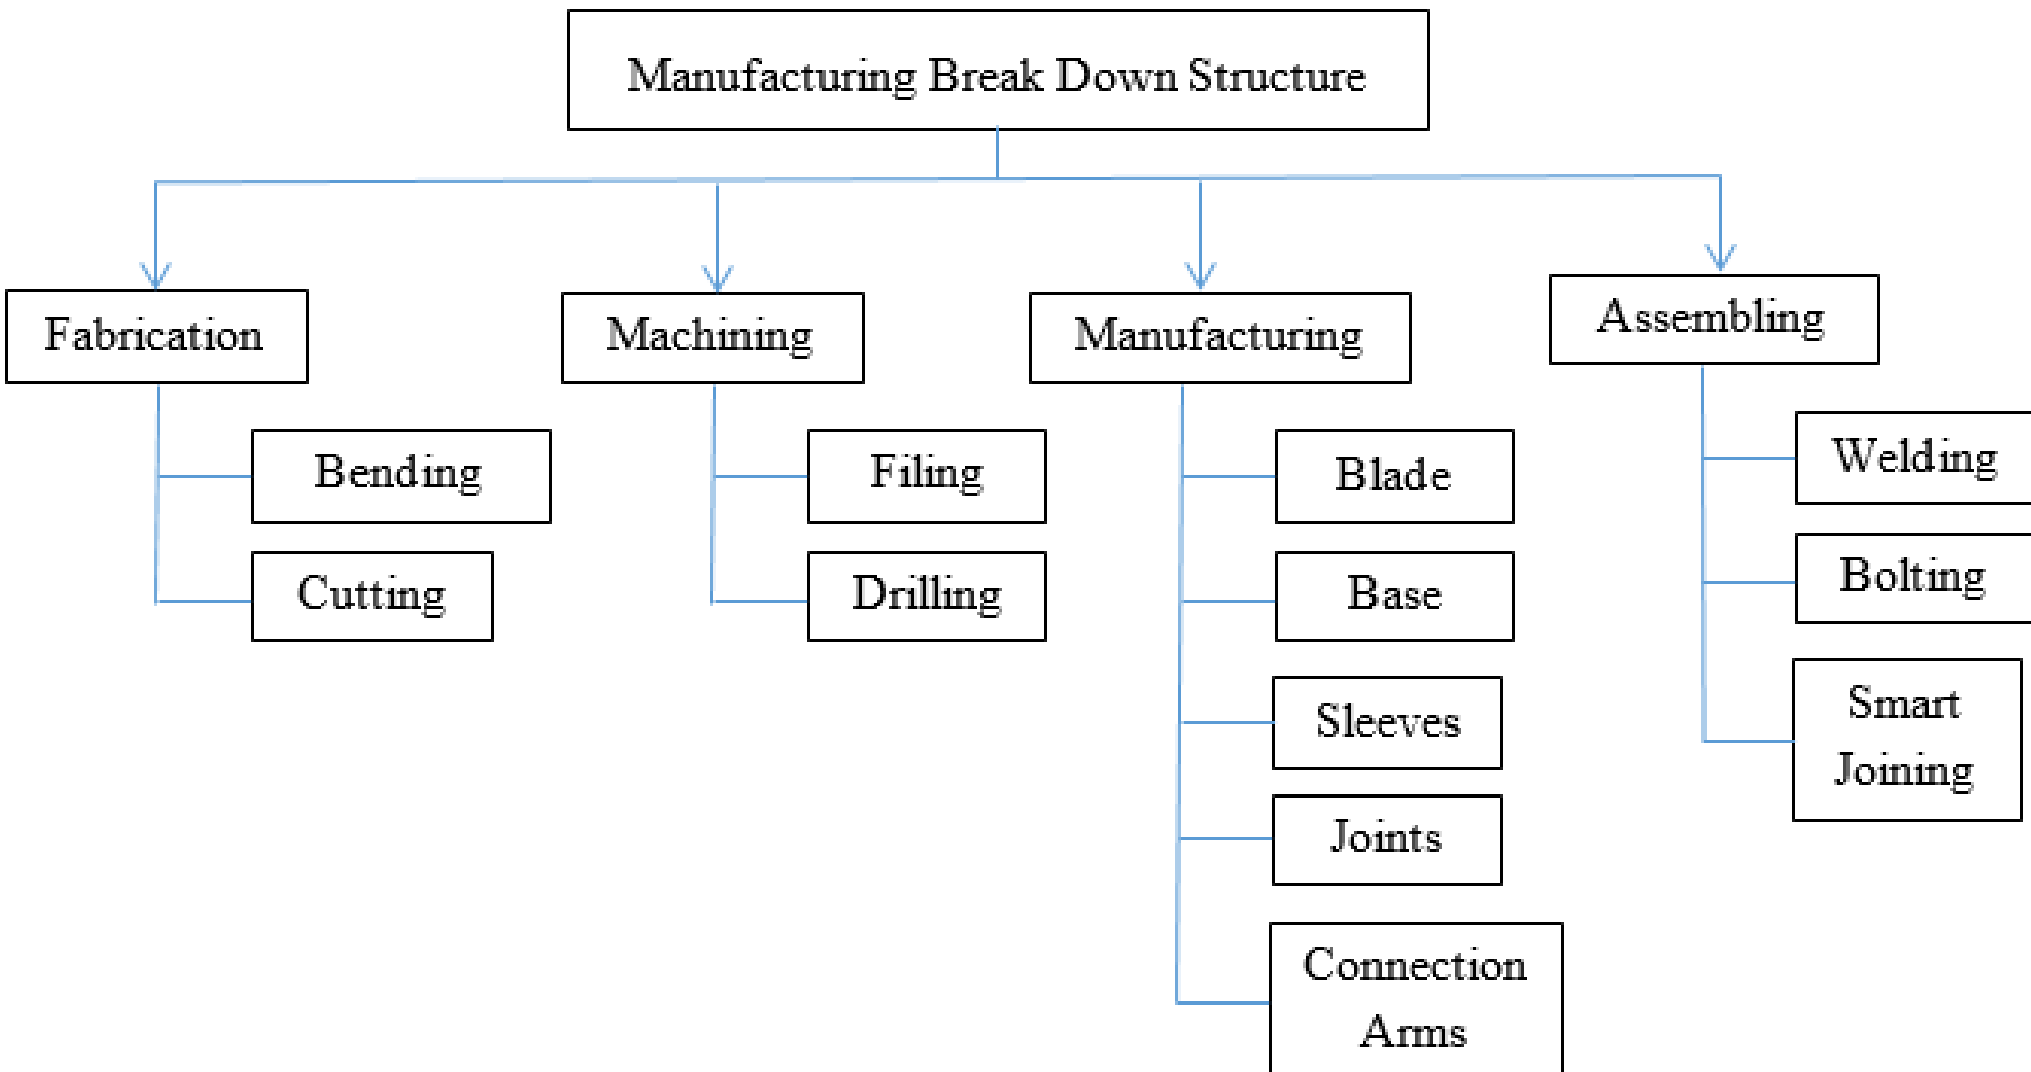 Manufacturing Break Down Structure
Fabrication
Bending
Cutting
Machining
Filing
Drilling
Manufacturing
Blade
Base
Sleeves
Joints
Connection
Arms
Assembling
Welding
Bolting
Smart
Joining